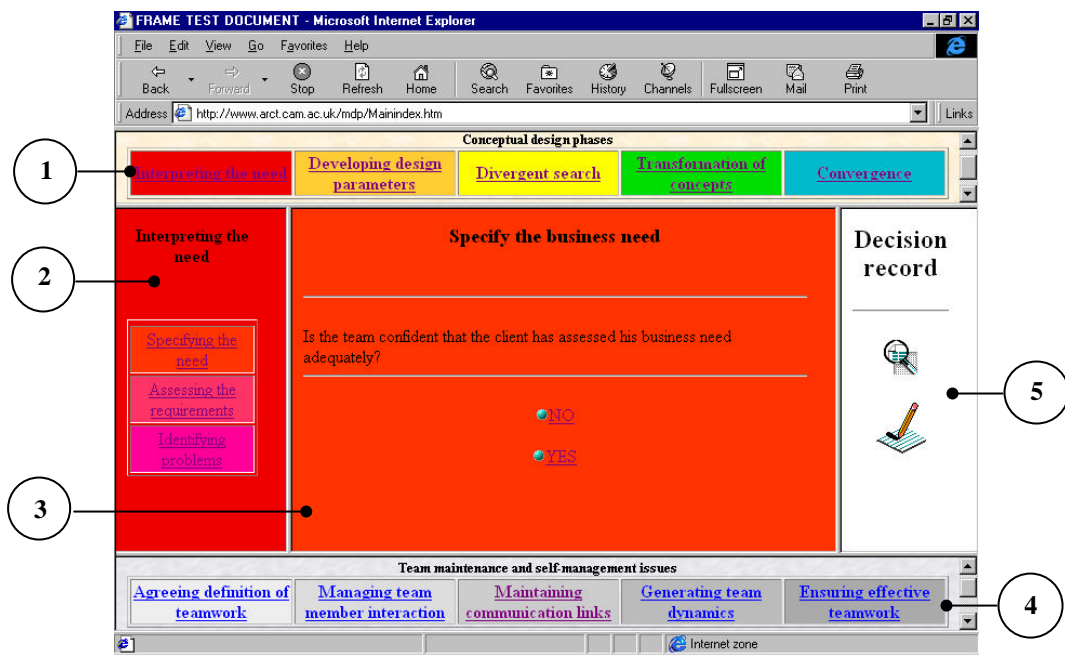 FRAME TEST DOCUMENT - Microsoft Internet Explorer
File Edit View Go Favorites Help
Back Forward Stop Refresh Home Search Favorites History Channels Fullscreen Mail Print
Address http://www.arct.cam.ac.uk/mdp/Mainindex.htm Links
Conceptual design phases
1
Interpreting the need
Developing design
parameters
Divergent search
Transformation of
concepts
Convergence
2
Interpreting the
need
Specifying the
need
Assessing the
requirements
Identifying
problems
3
Specify the business need
Is the team confident that the client has assessed his business need
adequately?
NO
YES
Decision
record
5
Team maintenance and self-management issues
Agreeing definition of
teamwork
Managing team
member interaction
Maintaining
communication links
Generating team
dynamics
Ensuring effective
teamwork
4
Internet zone